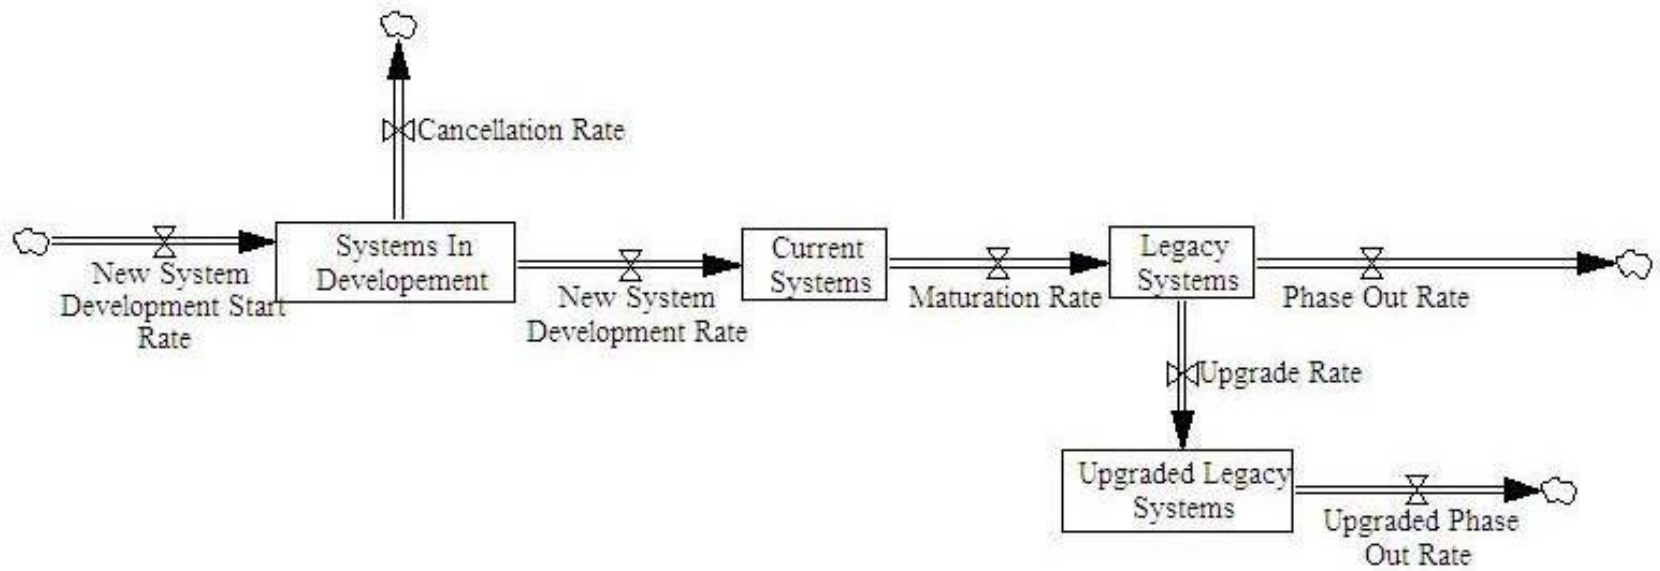 Cancellation Rate
New System
Development Start
Rate
Systems In
Developement
New System
Development Rate
Current
Systems
Maturation Rate
Legacy
Systems
Phase Out Rate
Upgrade Rate
Upgraded Legacy
Systems
Upgraded Phase
Out Rate